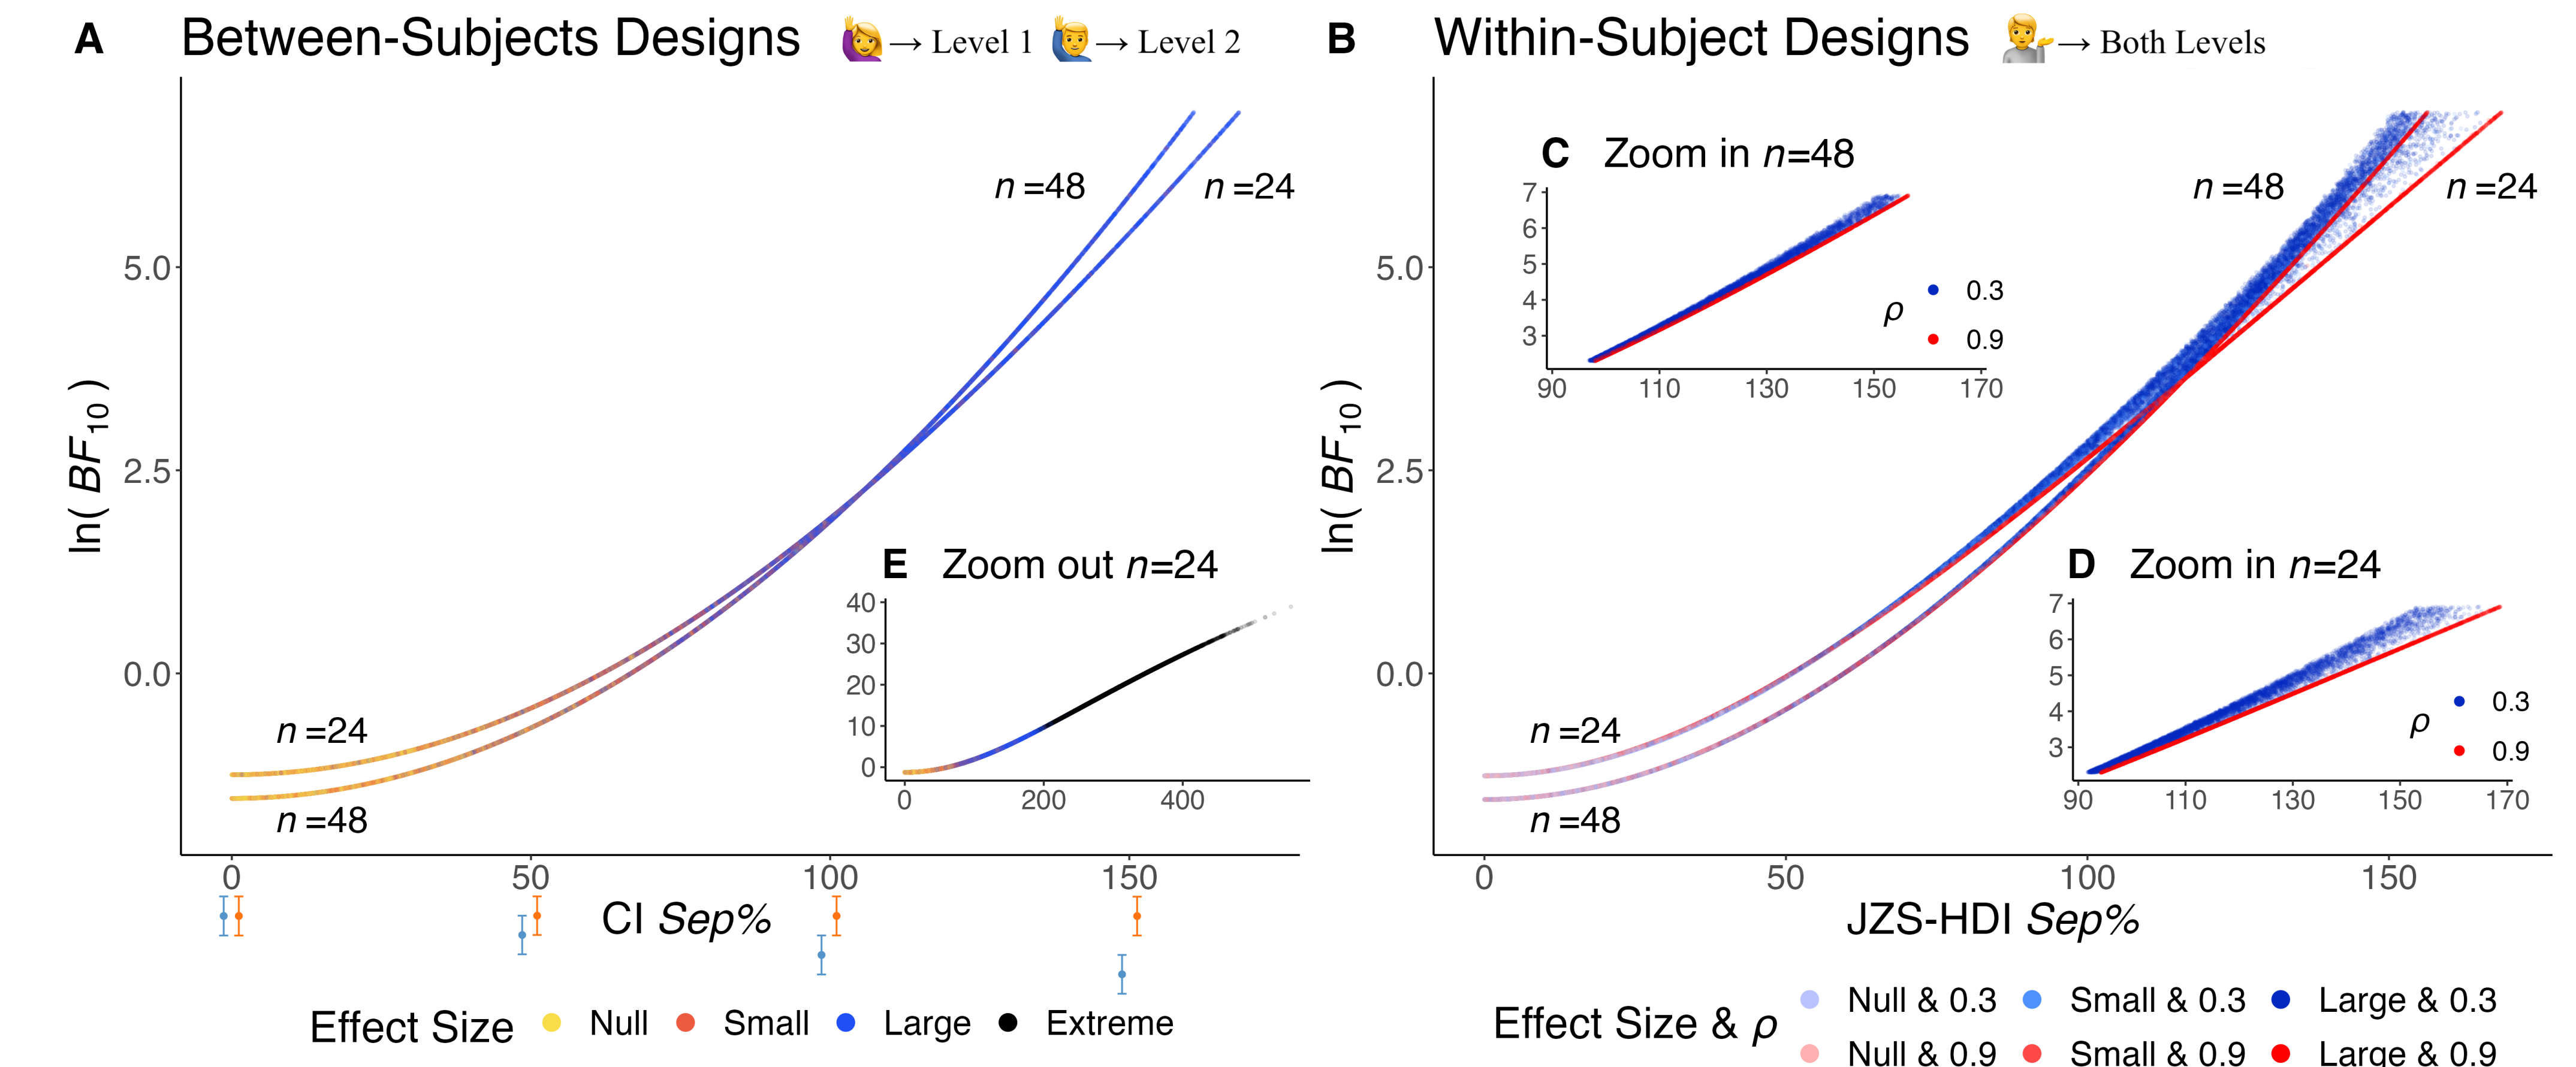 A Between-Subjects Designs → Level 1 → Level 2
ln( BF10 )
5.0
2.5
0.0
n =48
n =24
n =24
n =48
E Zoom out n=24
40
30
20
10
0
0 200 400
0 50 100 150
CI Sep%
Effect Size Null Small Large Extreme
B Within-Subject Designs → Both Levels
ln( BF10 )
5.0
2.5
0.0
C Zoom in n=48
7
6
5
4
3
90 110 130 150 170
ρ
0.3
0.9
n =48
n =24
n =24
n =48
D Zoom in n=24
7
6
5
4
3
90 110 130 150 170
ρ
0.3
0.9
0 50 100 150
JZS-HDI Sep%
Effect Size & ρ
Null & 0.3 Small & 0.3 Large & 0.3
Null & 0.9 Small & 0.9 Large & 0.9